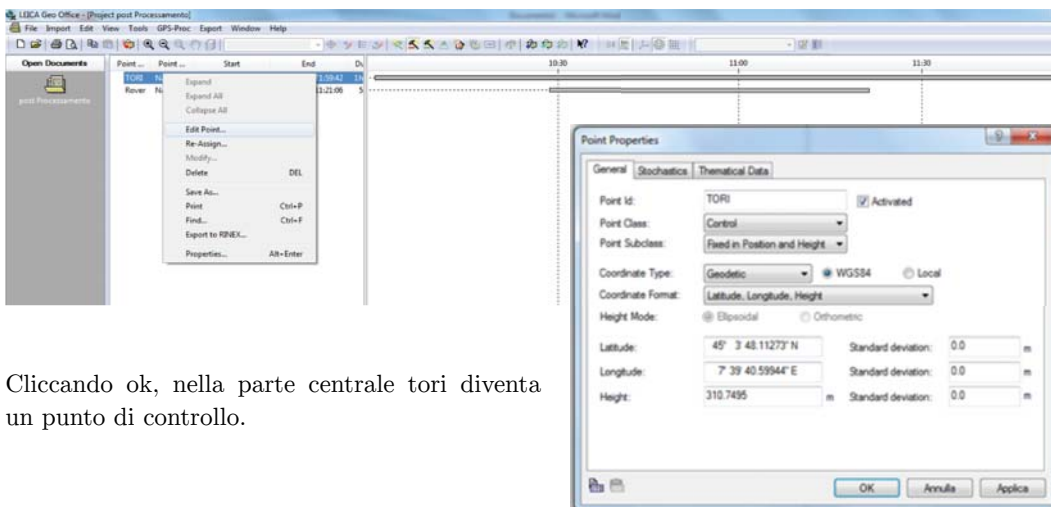 LEICA Geo Office - [Project post Processamento]
File Import Edit View Tools GPS-Proc Export Window Help
Open Documents
post Processamento
Point ... Point ... Start End
TORI
Rover 11:21:06
10:30 11:00 11:30
Expand
Expand All
Collapse All
Edit Point...
Re-Assign...
Modify...
Delete DEL
Save As...
Print Ctrl+P
Find... Ctrl+F
Export to RINEX...
Properties... Alt+Enter
Point Properties
General Stochastics Thematical Data
Point Id: TORI Activated
Point Class: Control
Point Subclass: Fixed in Position and Height
Coordinate Type: Geodetic WGS84 Local
Coordinate Format: Latitude, Longitude, Height
Height Mode: Ellipsoidal Orthometric
Latitude: 45° 3' 48.11273" N Standard deviation: 0.0 m
Longitude: 7° 39' 40.59944" E Standard deviation: 0.0 m
Height: 310.7495 m Standard deviation: 0.0 m
OK Annulla Applica
Cliccando ok, nella parte centrale tori diventa
un punto di controllo.